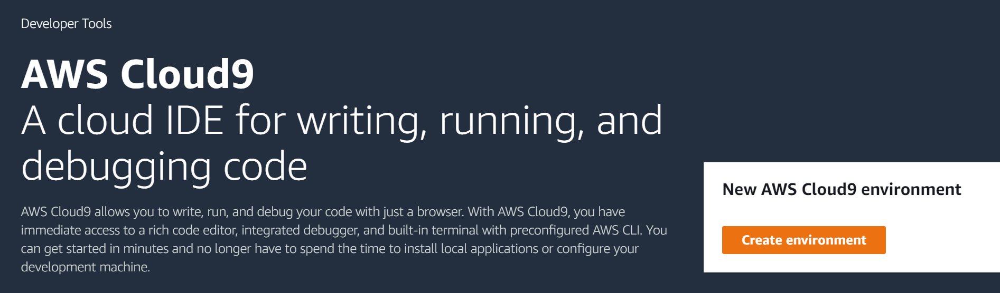 Developer Tools
AWS Cloud9
A cloud IDE for writing, running, and
debugging code
AWS Cloud9 allows you to write, run, and debug your code with just a browser. With AWS Cloud9, you have
immediate access to a rich code editor, integrated debugger, and built-in terminal with preconfigured AWS CLI. You
can get started in minutes and no longer have to spend the time to install local applications or configure your
development machine.
New AWS Cloud9 environment
Create environment